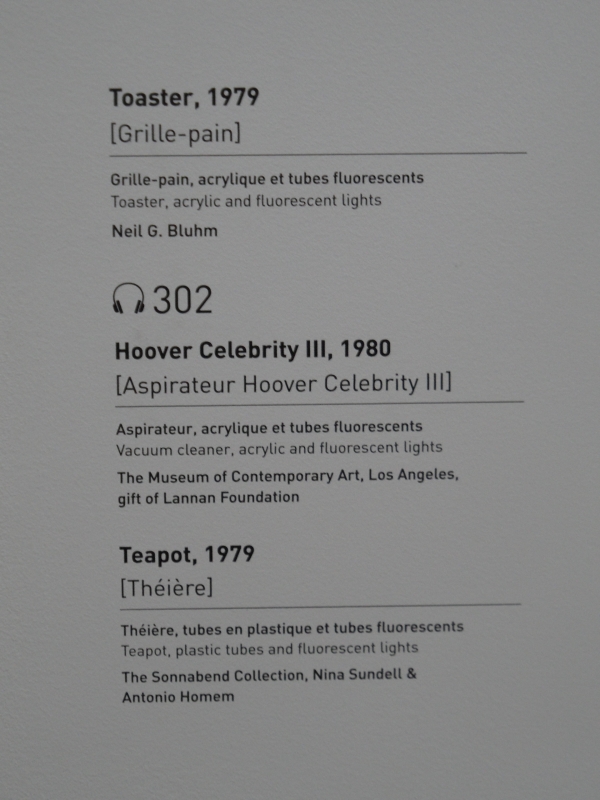 Toaster, 1979
[Grille-pain]
Grille-pain, acrylique et tubes fluorescents
Toaster, acrylic and fluorescent lights
Neil G. Bluhm
302
Hoover Celebrity III, 1980
[Aspirateur Hoover Celebrity III]
Aspirateur, acrylique et tubes fluorescents
Vacuum cleaner, acrylic and fluorescent lights
The Museum of Contemporary Art, Los Angeles,
gift of Lannan Foundation
Teapot, 1979
[Théière]
Théière, tubes en plastique et tubes fluorescents
Teapot, plastic tubes and fluorescent lights
The Sonnabend Collection, Nina Sundell &
Antonio Homem